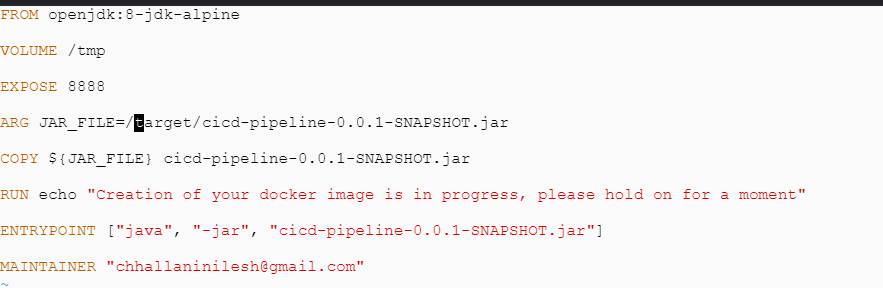 FROM openjdk:8-jdk-alpine
VOLUME /tmp
EXPOSE 8888
ARG JAR_FILE=/target/cicd-pipeline-0.0.1-SNAPSHOT.jar
COPY ${JAR_FILE} cicd-pipeline-0.0.1-SNAPSHOT.jar
RUN echo "Creation of your docker image is in progress, please hold on for a moment"
ENTRYPOINT ["java", "-jar", "cicd-pipeline-0.0.1-SNAPSHOT.jar"]
MAINTAINER "chhallaninilesh@gmail.com"
~